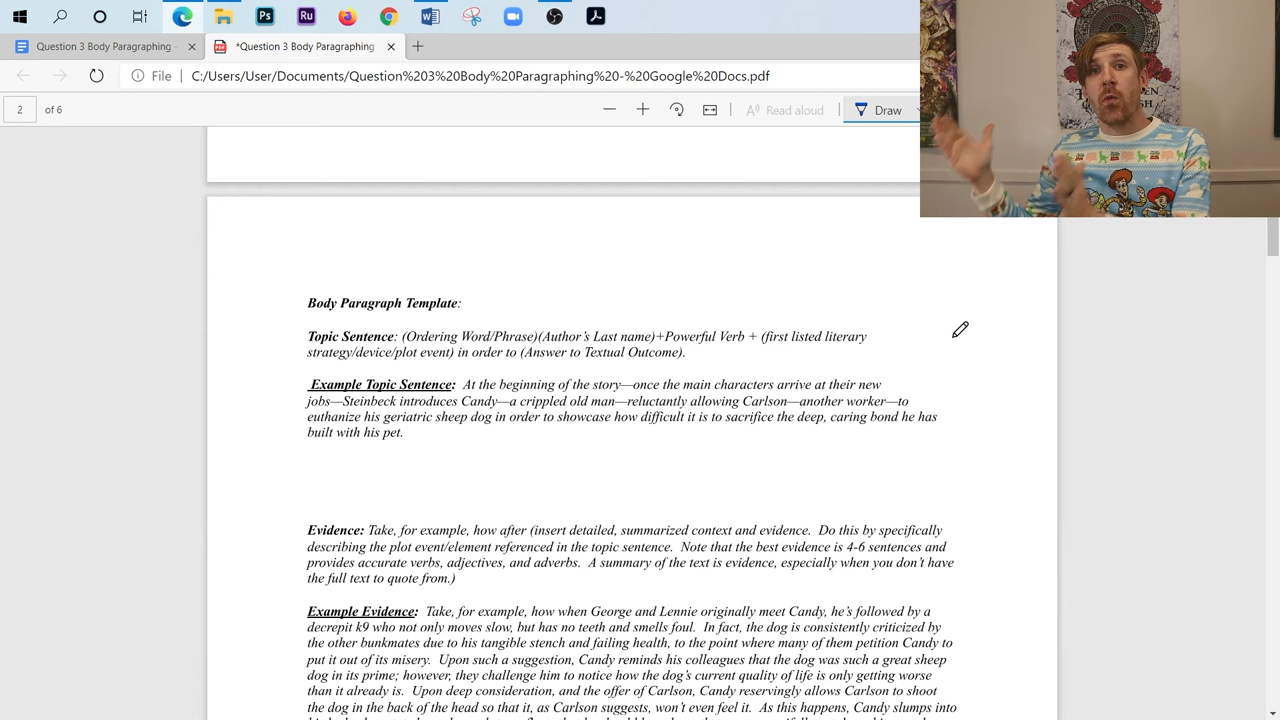 Question 3 Body Paragraphing -
*Question 3 Body Paragraphing
File
C:/Users/User/Documents/Question%203%20Body%20Paragraphing%20-%20Google%20Docs.pdf
2 of 6
Read aloud
Draw
Body Paragraph Template:
Topic Sentence: (Ordering Word/Phrase)(Author’s Last name)+Powerful Verb + (first listed literary
strategy/device/plot event) in order to (Answer to Textual Outcome).
Example Topic Sentence: At the beginning of the story—once the main characters arrive at their new
jobs—Steinbeck introduces Candy—a crippled old man—reluctantly allowing Carlson—another worker—to
euthanize his geriatric sheep dog in order to showcase how difficult it is to sacrifice the deep, caring bond he has
built with his pet.
Evidence: Take, for example, how after (insert detailed, summarized context and evidence. Do this by specifically
describing the plot event/element referenced in the topic sentence. Note that the best evidence is 4-6 sentences and
provides accurate verbs, adjectives, and adverbs. A summary of the text is evidence, especially when you don’t have
the full text to quote from.)
Example Evidence: Take, for example, how when George and Lennie originally meet Candy, he’s followed by a
decrepit k9 who not only moves slow, but has no teeth and smells foul. In fact, the dog is consistently criticized by
the other bunkmates due to his tangible stench and failing health, to the point where many of them petition Candy to
put it out of its misery. Upon such a suggestion, Candy reminds his colleagues that the dog was such a great sheep
dog in its prime; however, they challenge him to notice how the dog’s current quality of life is only getting worse
than it already is. Upon deep consideration, and the offer of Carlson, Candy reservingly allows Carlson to shoot
the dog in the back of the head so that it, as Carlson suggests, won’t even feel it. As this happens, Candy slumps into